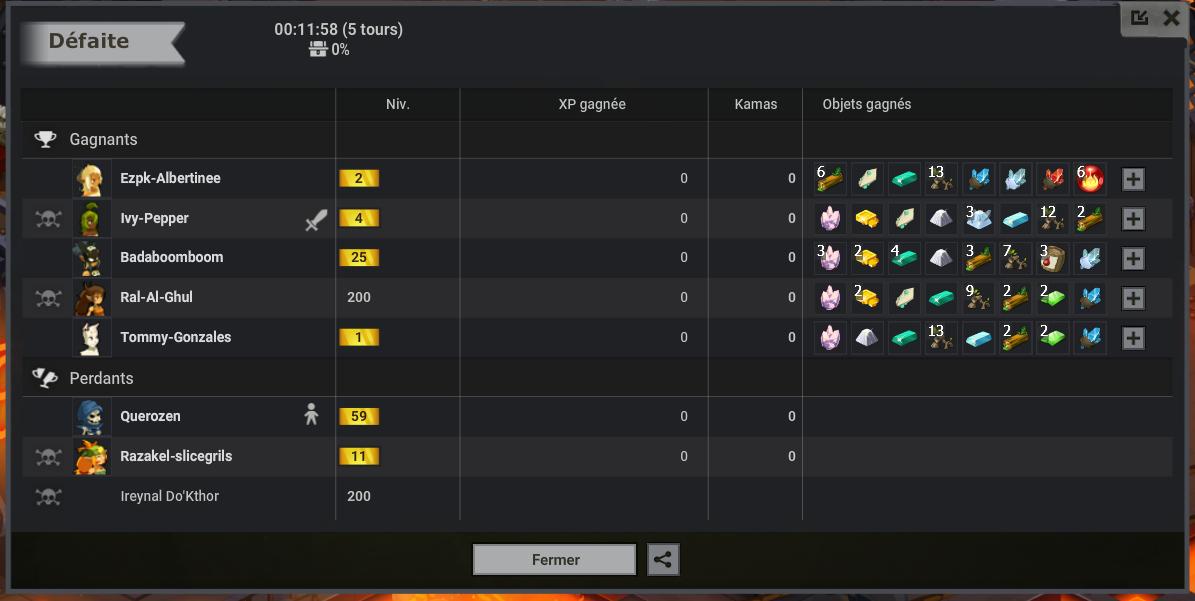 Défaite
00:11:58 (5 tours)
0%
Niv. XP gagnée Kamas Objets gagnés
Gagnants
Ezpk-Albertinee 2 0 0 6 13 6
Ivy-Pepper 4 0 0 3 12 2
Badaboomboom 25 0 0 3 2 4 3 7 3
Ral-Al-Ghul 200 0 0 2 9 2 2
Tommy-Gonzales 1 0 0 13 2 2
Perdants
Querozen 59 0 0
Razakel-slicegrils 11 0 0
Ireynal Do'Kthor 200
Fermer